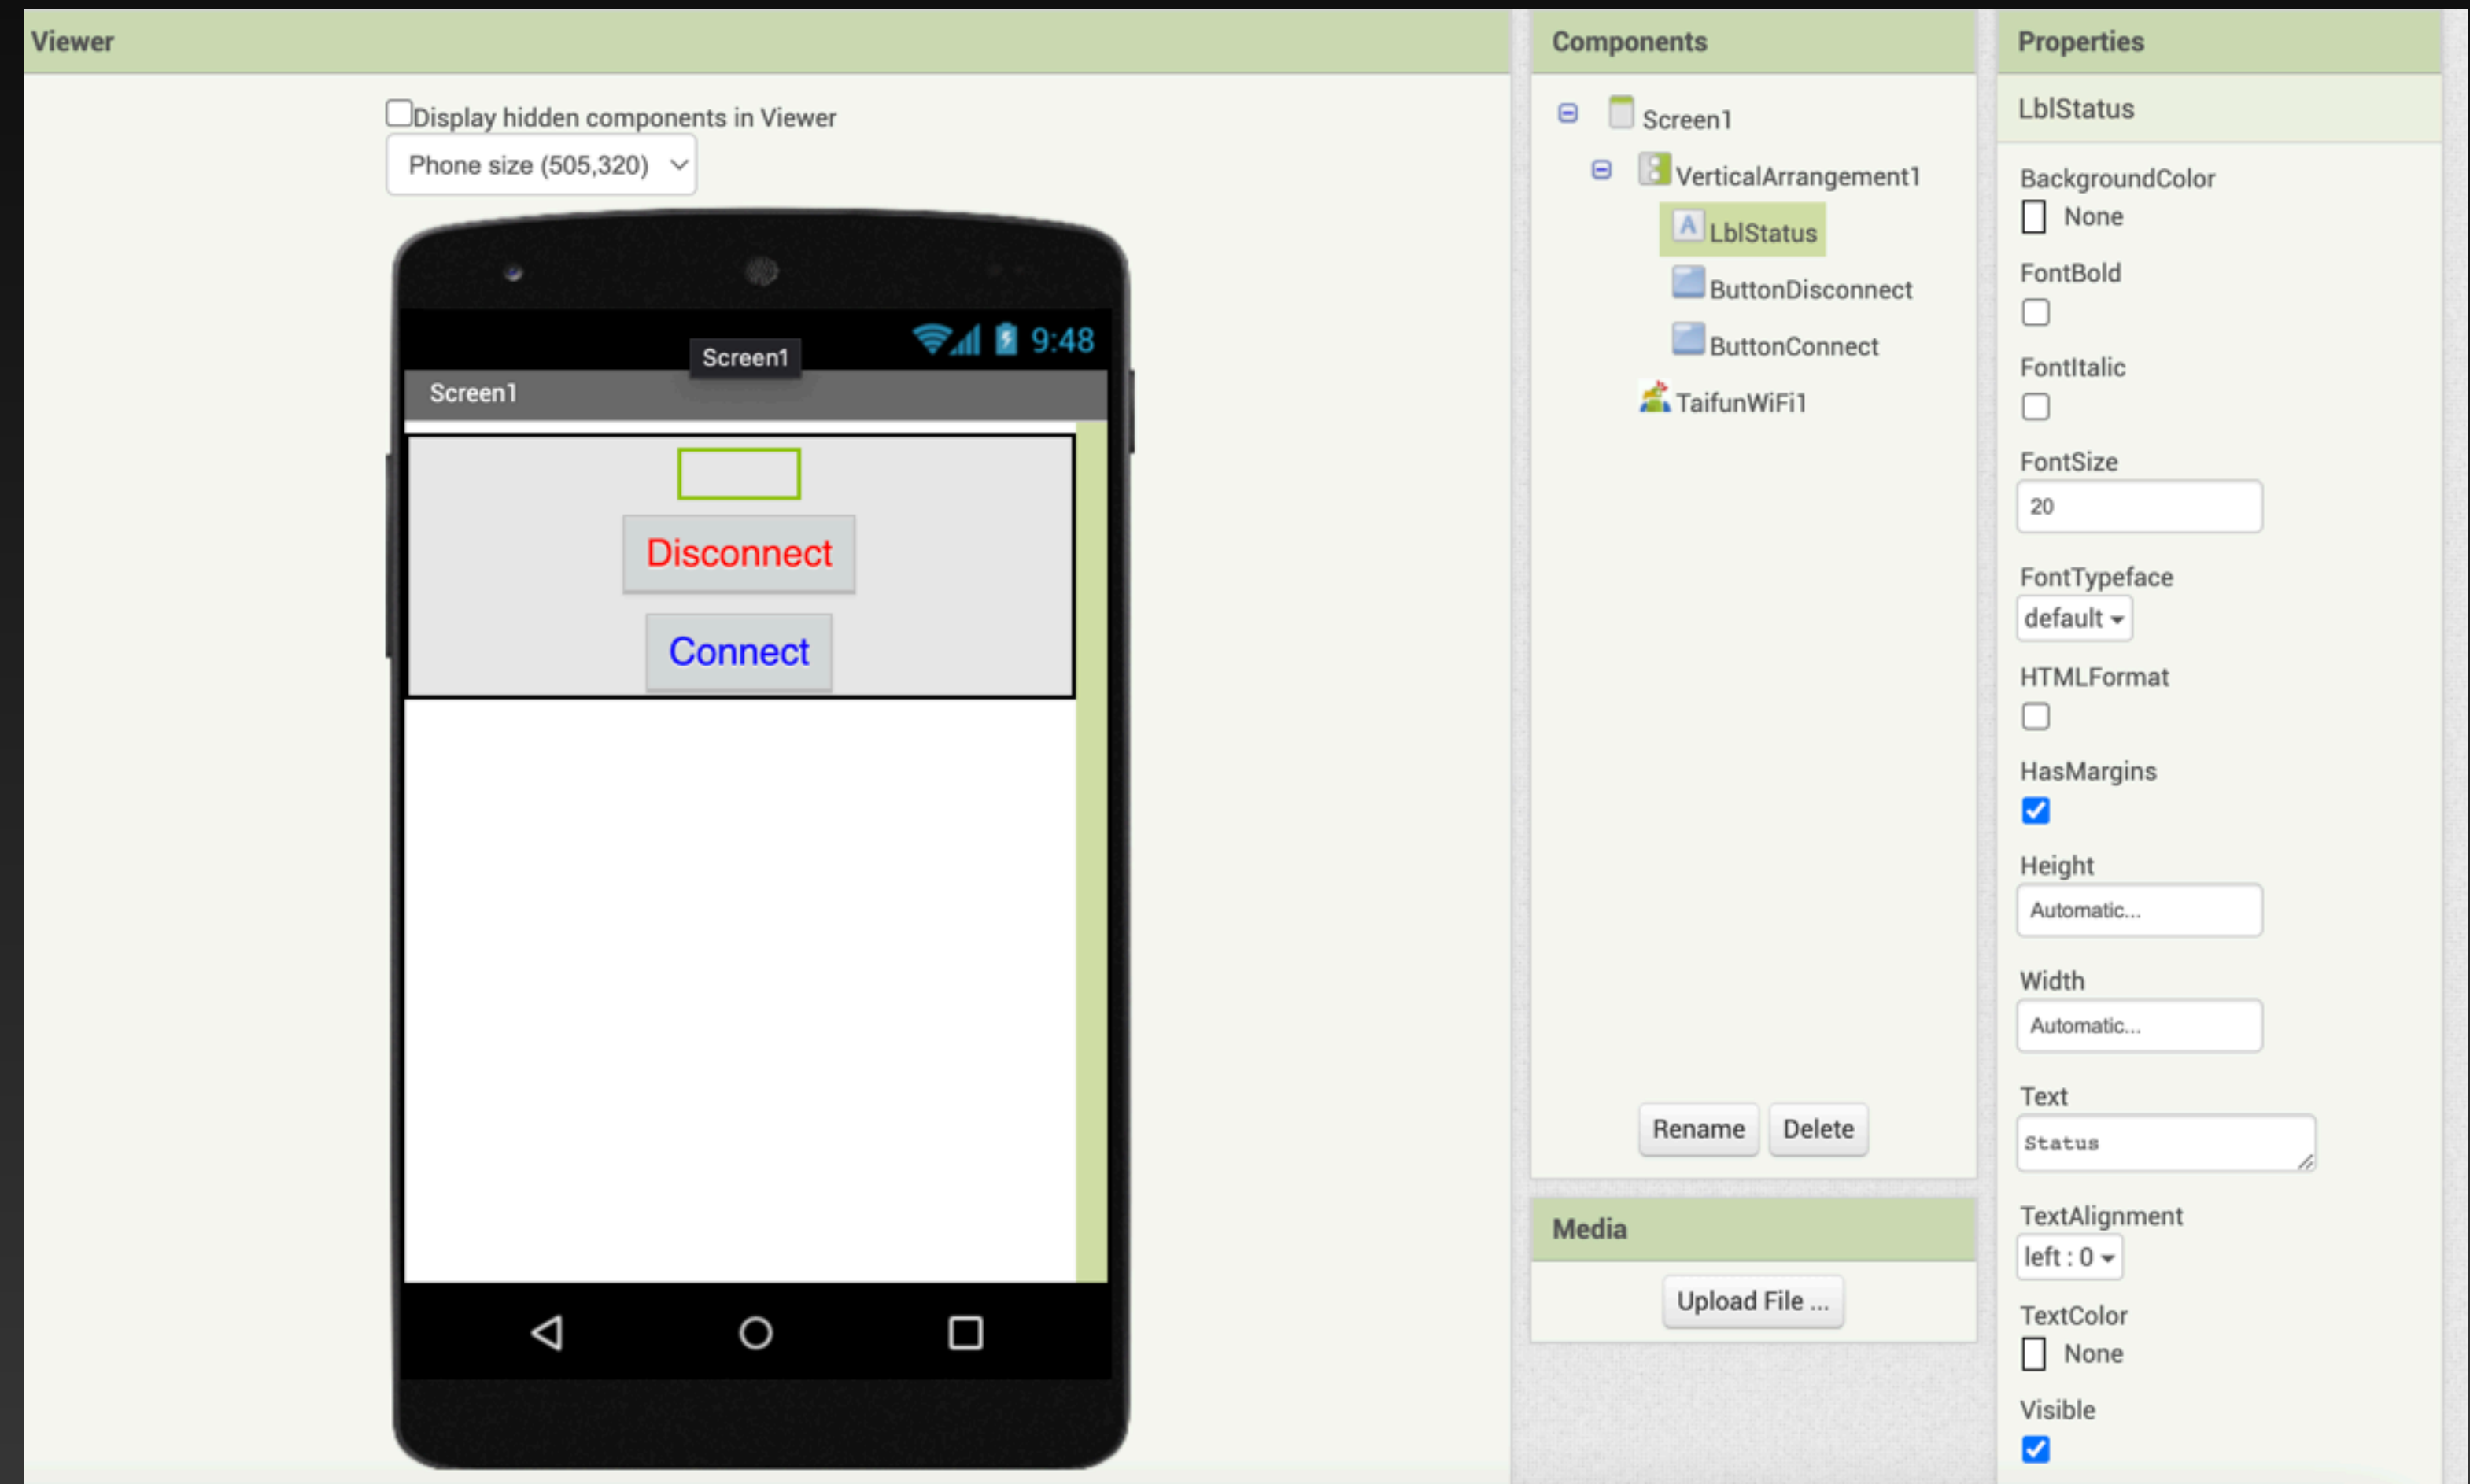 Viewer
Display hidden components in Viewer
Phone size (505,320)
9:48
Screen1
Screen1
Disconnect
Connect
Components
Screen1
VerticalArrangement1
LblStatus
ButtonDisconnect
ButtonConnect
TaifunWiFi1
Rename Delete
Media
Upload File ...
Properties
LblStatus
BackgroundColor
None
FontBold
FontItalic
FontSize
20
FontTypeface
default
HTMLFormat
HasMargins
Height
Automatic...
Width
Automatic...
Text
Status
TextAlignment
left : 0
TextColor
None
Visible